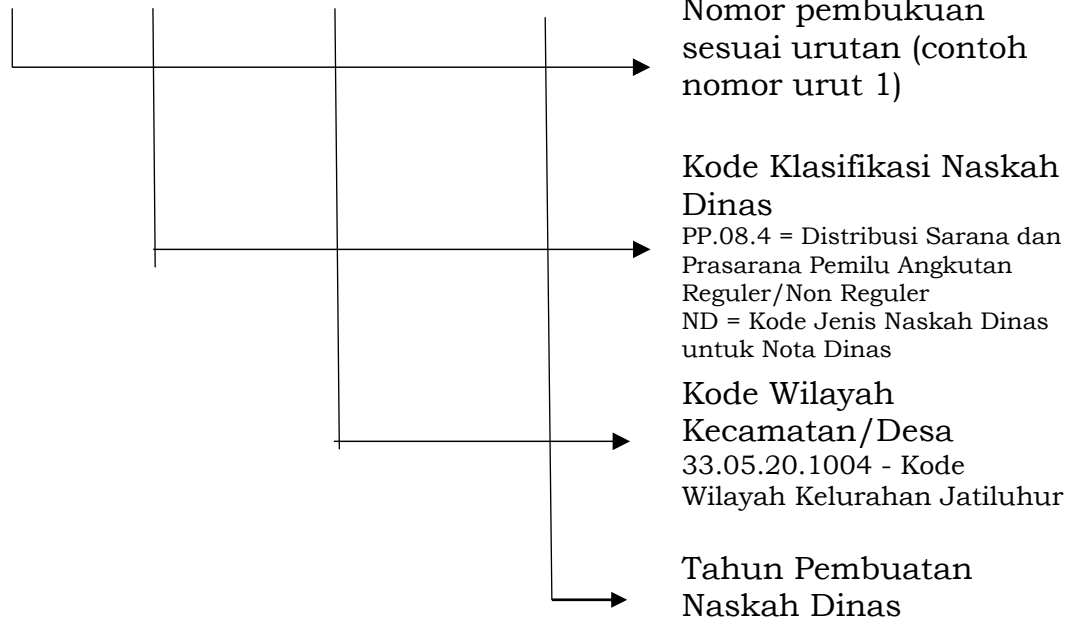 Nomor pembukuan
sesuai urutan (contoh
nomor urut 1)
Kode Klasifikasi Naskah
Dinas
PP.08.4 = Distribusi Sarana dan
Prasarana Pemilu Angkutan
Reguler/Non Reguler
ND = Kode Jenis Naskah Dinas
untuk Nota Dinas
Kode Wilayah
Kecamatan/Desa
33.05.20.1004 - Kode
Wilayah Kelurahan Jatiluhur
Tahun Pembuatan
Naskah Dinas